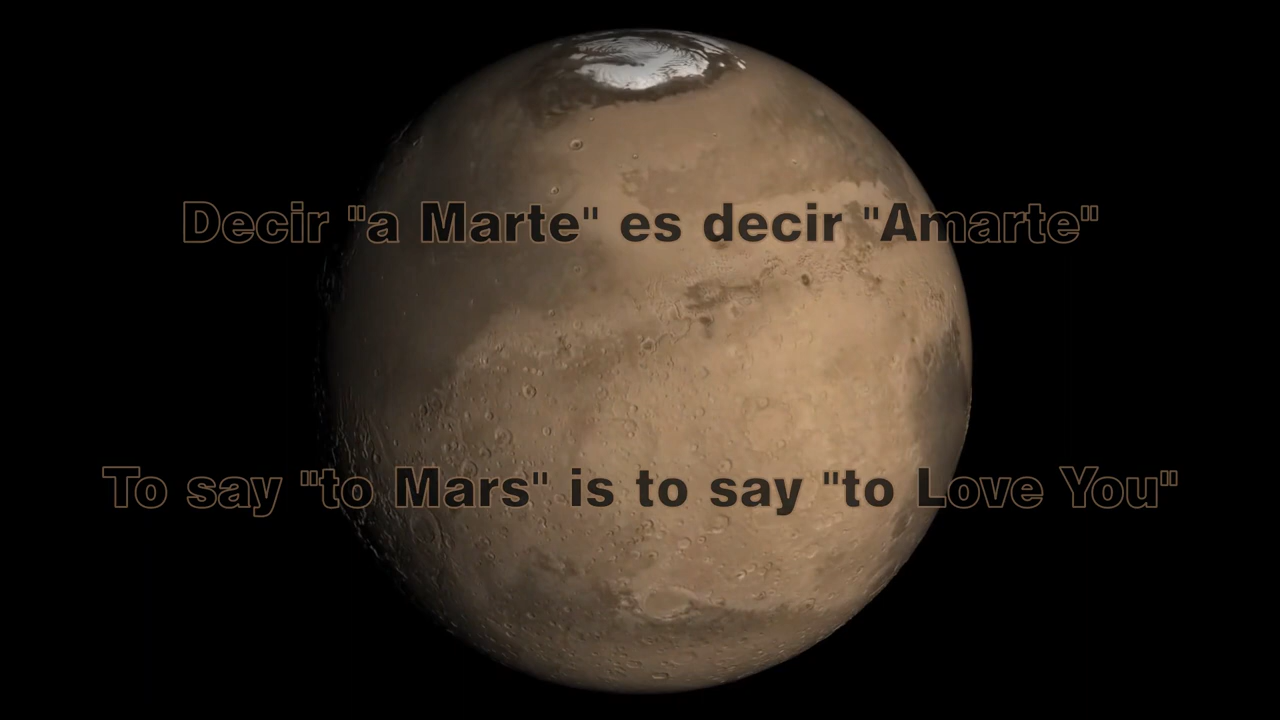 Decir "a Marte" es decir "Amarte"
To say "to Mars" is to say "to Love You"